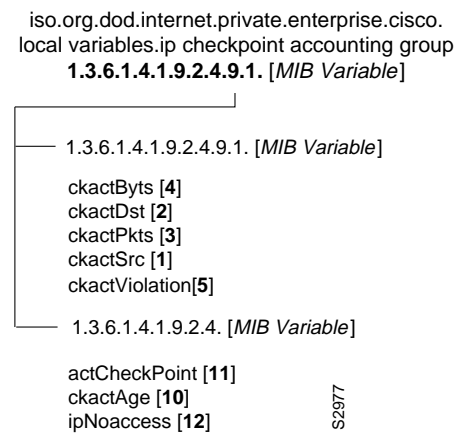 iso.org.dod.internet.private.enterprise.cisco.
local variables.ip checkpoint accounting group
1.3.6.1.4.1.9.2.4.9.1. [MIB Variable]
1.3.6.1.4.1.9.2.4.9.1. [MIB Variable]
ckactByts [4]
ckactDst [2]
ckactPkts [3]
ckactSrc [1]
ckactViolation[5]
1.3.6.1.4.1.9.2.4. [MIB Variable]
actCheckPoint [11]
ckactAge [10]
ipNoaccess [12]
S2977